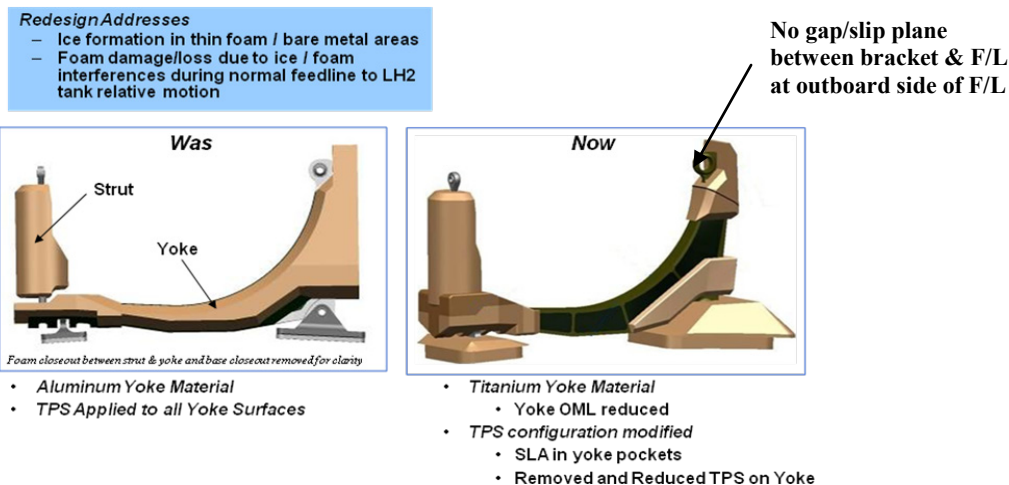 Redesign Addresses
– Ice formation in thin foam / bare metal areas
– Foam damage/loss due to ice / foam
interferences during normal feedline to LH2
tank relative motion
No gap/slip plane
between bracket & F/L
at outboard side of F/L
Was
Strut
Yoke
Foam closeout between strut & yoke and base closeout removed for clarity
• Aluminum Yoke Material
• TPS Applied to all Yoke Surfaces
Now
• Titanium Yoke Material
• Yoke OML reduced
• TPS configuration modified
• SLA in yoke pockets
• Removed and Reduced TPS on Yoke